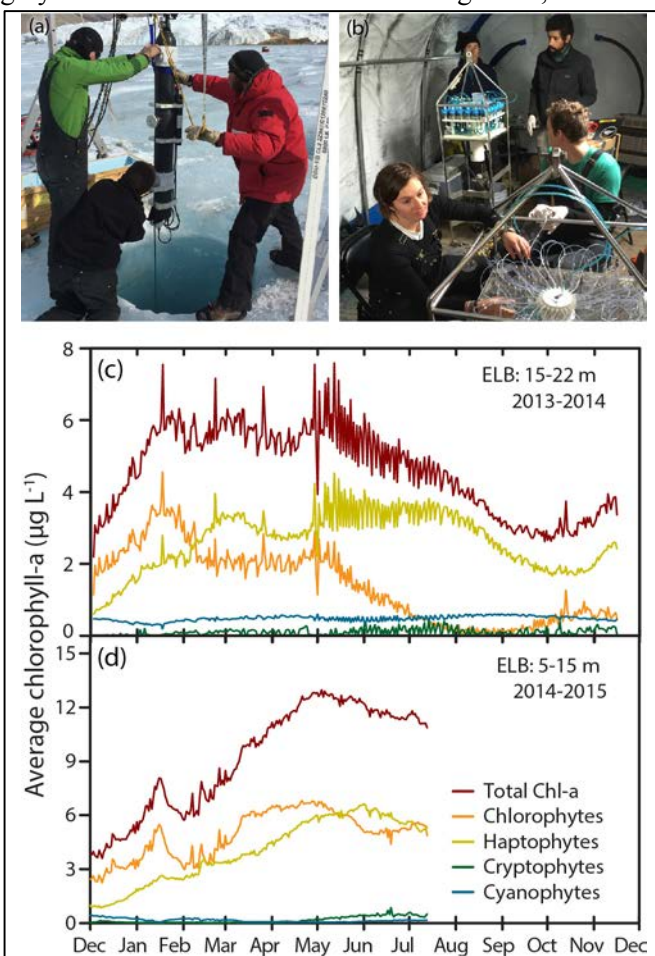 (a)
(b)
8
(c)
ELB: 15-22 m
2013-2014
6
4
2
0
Average chlorophyll-a (µg L⁻¹)
15
(d)
ELB: 5-15 m
2014-2015
12
9
6
3
0
Total Chl-a
Chlorophytes
Haptophytes
Cryptophytes
Cyanophytes
Dec Jan Feb Mar Apr May Jun Jul Aug Sep Oct Nov Dec